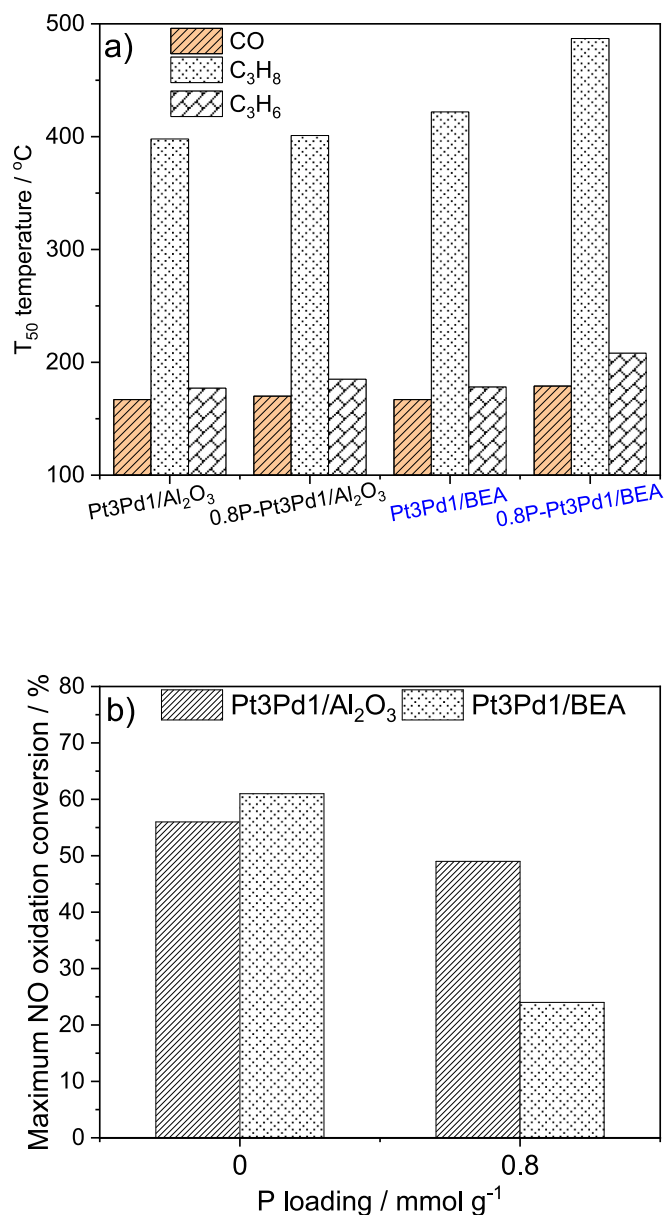 a)
CO
C₃H₈
C₃H₆
500
400
300
200
100
T₅₀ temperature / ºC
Pt3Pd1/Al₂O₃
0.8P-Pt3Pd1/Al₂O₃
Pt3Pd1/BEA
0.8P-Pt3Pd1/BEA
b)
Pt3Pd1/Al₂O₃
Pt3Pd1/BEA
80
70
60
50
40
30
20
10
0
Maximum NO oxidation conversion / %
0
0.8
P loading / mmol g⁻¹